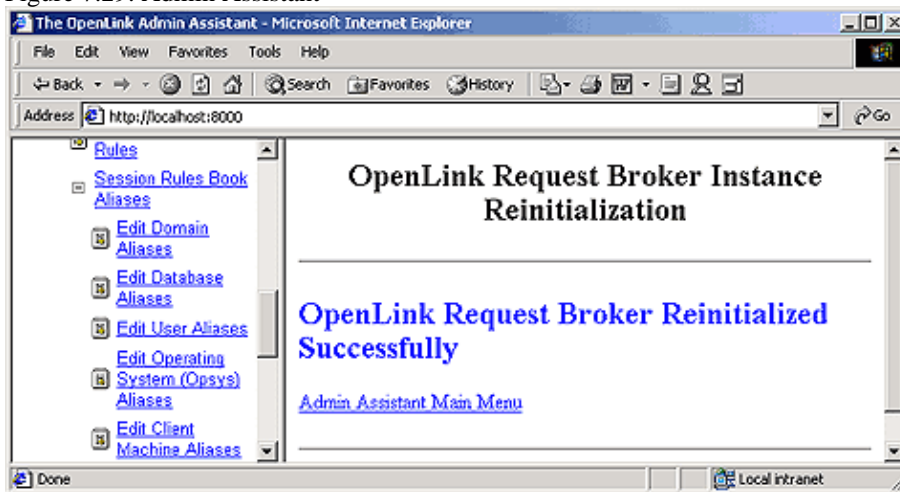 The OpenLink Admin Assistant - Microsoft Internet Explorer
File Edit View Favorites Tools Help
Back Search Favorites History
Address http://localhost:8000 Go
Rules
Session Rules Book
Aliases
Edit Domain
Aliases
Edit Database
Aliases
Edit User Aliases
Edit Operating
System (Opsys)
Aliases
Edit Client
Machine Aliases
OpenLink Request Broker Instance
Reinitialization
OpenLink Request Broker Reinitialized
Successfully
Admin Assistant Main Menu
Done Local intranet